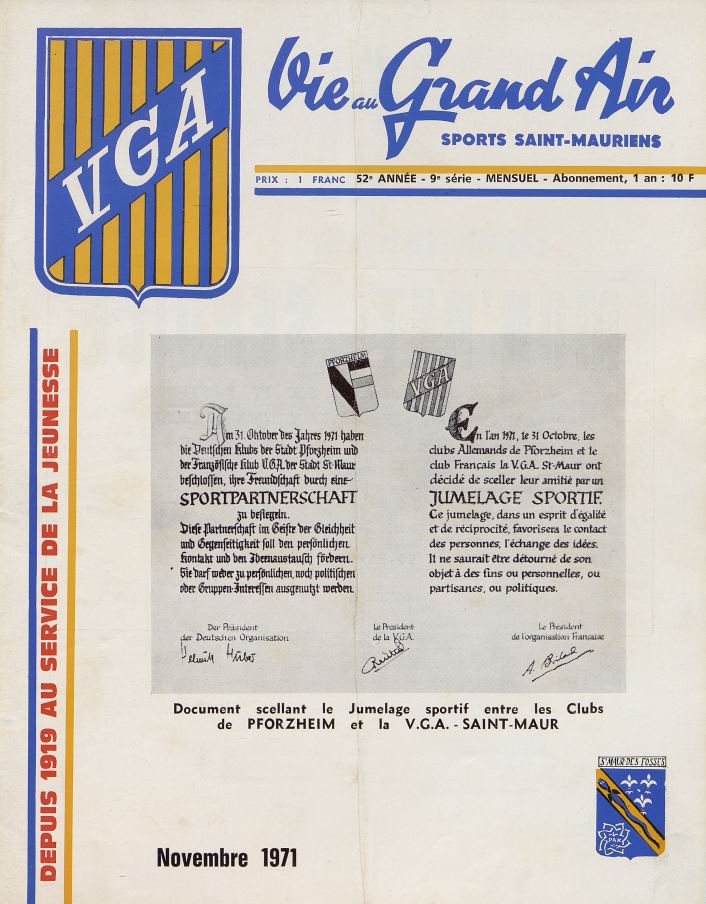 VGA
Vie au Grand Air
SPORTS SAINT-MAURIENS
PRIX : 1 FRANC 52e ANNÉE - 9e série - MENSUEL - Abonnement, 1 an : 10 F
DEPUIS 1919 AU SERVICE DE LA JEUNESSE
PFORZHEIM
VGA
Am 31. Oktober des Jahres 1971 haben
die Deutschen Klubs der Stadt Pforzheim und
der Französische Klub V.G.A. der Stadt St-Maur
beschlossen, ihre Freundschaft durch eine
SPORTPARTNERSCHAFT
zu besiegeln.
Diese Partnerschaft im Geiste der Gleichheit
und Gegenseitigkeit soll den persönlichen
Kontakt und den Ideenaustausch fördern.
Sie darf weder zu persönlichen, noch politischen
oder Gruppen-Interessen ausgenutzt werden.
Der Präsident
der Deutschen Organisation
En l'an 1971, le 31 Octobre, les
clubs Allemands de Pforzheim et le
club Français la V.G.A. St-Maur ont
décidé de sceller leur amitié par un
JUMELAGE SPORTIF.
Ce jumelage, dans un esprit d'égalité
et de réciprocité, favorisera le contact
des personnes, l'échange des idées.
Il ne saurait être détourné de son
objet à des fins ou personnelles, ou
partisanes, ou politiques.
Le Président
de la V.G.A.
Le Président
de l'organisation Française
Document scellant le Jumelage sportif entre les Clubs
de PFORZHEIM et la V.G.A. - SAINT-MAUR
St MAUR DES FOSSES
PAX
Novembre 1971